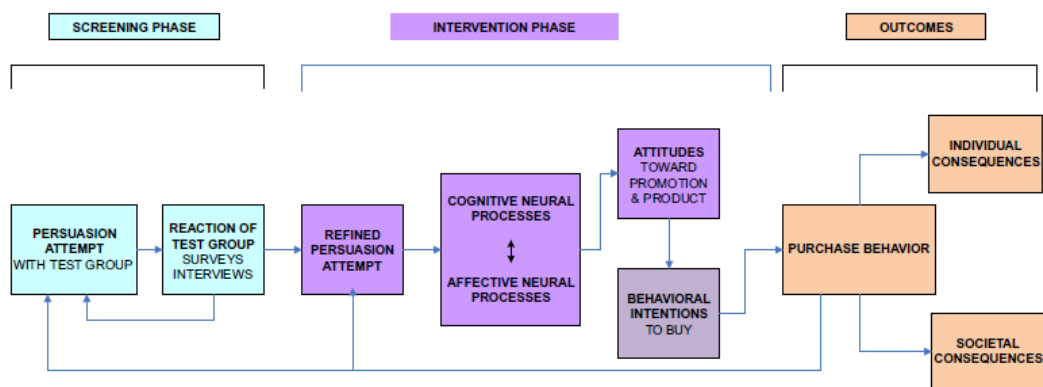 SCREENING PHASE
INTERVENTION PHASE
OUTCOMES
PERSUASION
ATTEMPT
WITH TEST GROUP
REACTION OF
TEST GROUP
SURVEYS
INTERVIEWS
REFINED
PERSUASION
ATTEMPT
COGNITIVE NEURAL
PROCESSES
AFFECTIVE NEURAL
PROCESSES
ATTITUDES
TOWARD
PROMOTION
& PRODUCT
BEHAVIORAL
INTENTIONS
TO BUY
PURCHASE BEHAVIOR
INDIVIDUAL
CONSEQUENCES
SOCIETAL
CONSEQUENCES